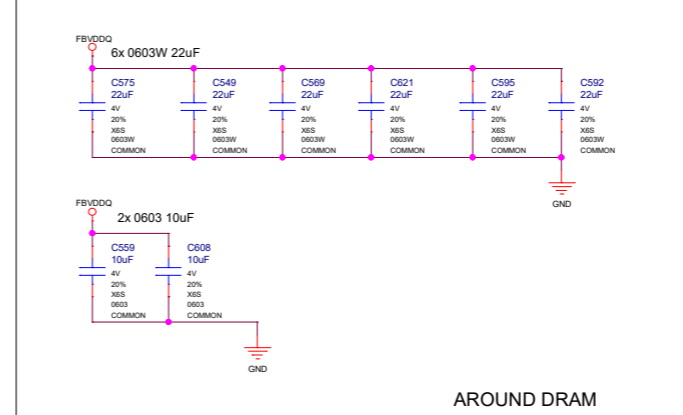 FBVDDQ
6x 0603W 22uF
C575
22uF
4V
20%
X6S
0603W
COMMON
C549
22uF
4V
20%
X6S
0603W
COMMON
C569
22uF
4V
20%
X6S
0603W
COMMON
C621
22uF
4V
20%
X6S
0603W
COMMON
C595
22uF
4V
20%
X6S
0603W
COMMON
C592
22uF
4V
20%
X6S
0603W
COMMON
GND
FBVDDQ
2x 0603 10uF
C559
10uF
4V
20%
X6S
0603
COMMON
C608
10uF
4V
20%
X6S
0603
COMMON
GND
AROUND DRAM